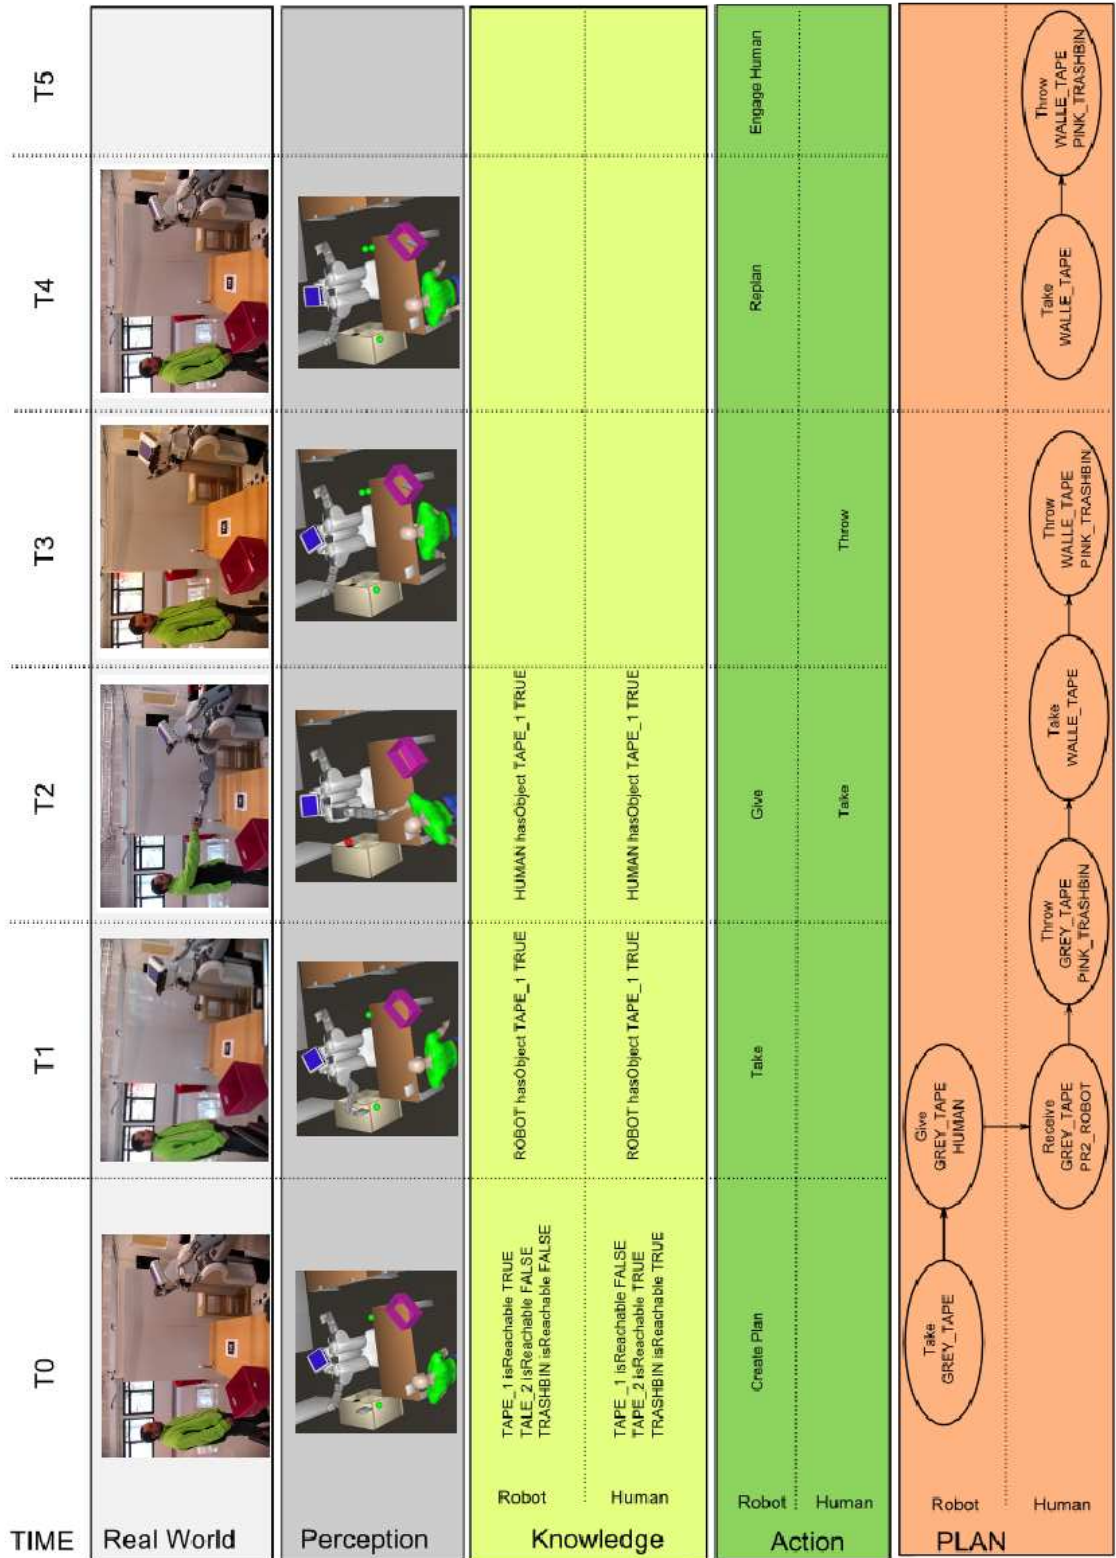 TIME
T0
T1
T2
T3
T4
T5
Real World
Perception
Knowledge
Robot
TAPE_1 isReachable TRUE
TALE_2 isReachable FALSE
TRASHBIN isReachable FALSE
ROBOT hasObject TAPE_1 TRUE
HUMAN hasObject TAPE_1 TRUE
Human
TAPE_1 isReachable FALSE
TAPE_2 isReachable TRUE
TRASHBIN isReachable TRUE
ROBOT hasObject TAPE_1 TRUE
HUMAN hasObject TAPE_1 TRUE
Action
Robot
Create Plan
Take
Give
Replan
Engage Human
Human
Take
Throw
PLAN
Robot
Take
GREY_TAPE
Give
GREY_TAPE
HUMAN
Human
Receive
GREY_TAPE
PR2_ROBOT
Throw
GREY_TAPE
PINK_TRASHBIN
Take
WALLE_TAPE
Throw
WALLE_TAPE
PINK_TRASHBIN
Take
WALLE_TAPE
Throw
WALLE_TAPE
PINK_TRASHBIN